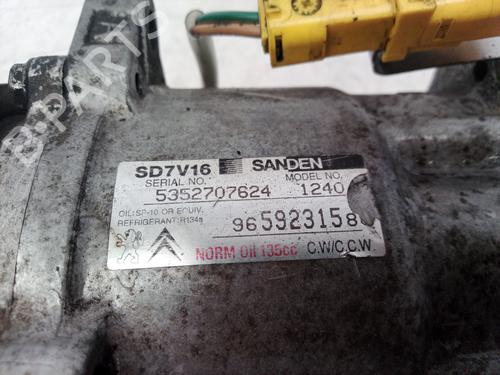 B-PARTS
SD7V16 SANDEN
SERIAL NO. MODEL NO.
5352707624 1240
OIL:SP-10 OR EQUIV.
REFRIGERANT:R134a
965923158
NORM Oil 135cc C.W/C.C.W